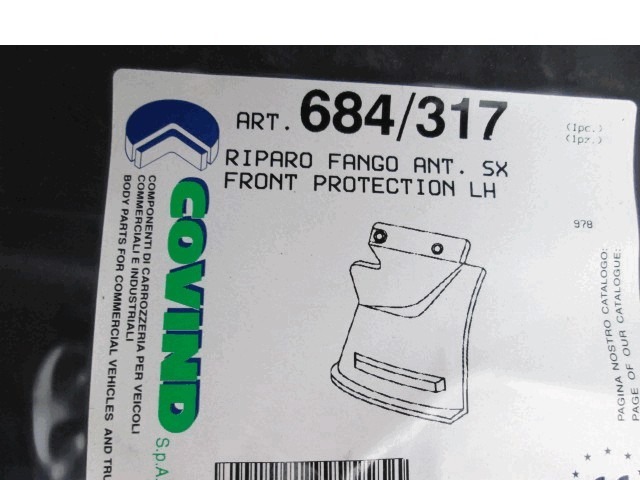 ART. 684/317
(1pc.)
(1pz.)
RIPARO FANGO ANT. SX
FRONT PROTECTION LH
978
COVIND S.p.A.
COMPONENTI DI CARROZZERIA PER VEICOLI
COMMERCIALI E INDUSTRIALI
BODY PARTS FOR COMMERCIAL VEHICLES AND TRU
PAGINA NOSTRO CATALOGO:
PAGE OF OUR CATALOGUE: